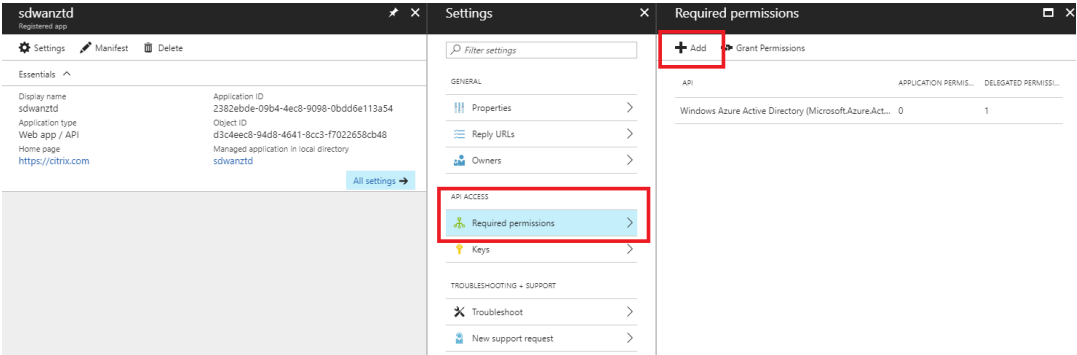 sdwanztd
Registered app
Settings Manifest Delete
Essentials
Display name Application ID
sdwanztd 2382ebde-09b4-4ec8-9098-0bdd6e113a54
Application type Object ID
Web app / API d3c4eec8-94d8-4641-8cc3-f7022658cb48
Home page Managed application in local directory
https://citrix.com sdwanztd
All settings
Settings
Filter settings
GENERAL
Properties
Reply URLs
Owners
API ACCESS
Required permissions
Keys
TROUBLESHOOTING + SUPPORT
Troubleshoot
New support request
Required permissions
Add Grant Permissions
API APPLICATION PERMIS... DELEGATED PERMISSI...
Windows Azure Active Directory (Microsoft.Azure.Act... 0 1